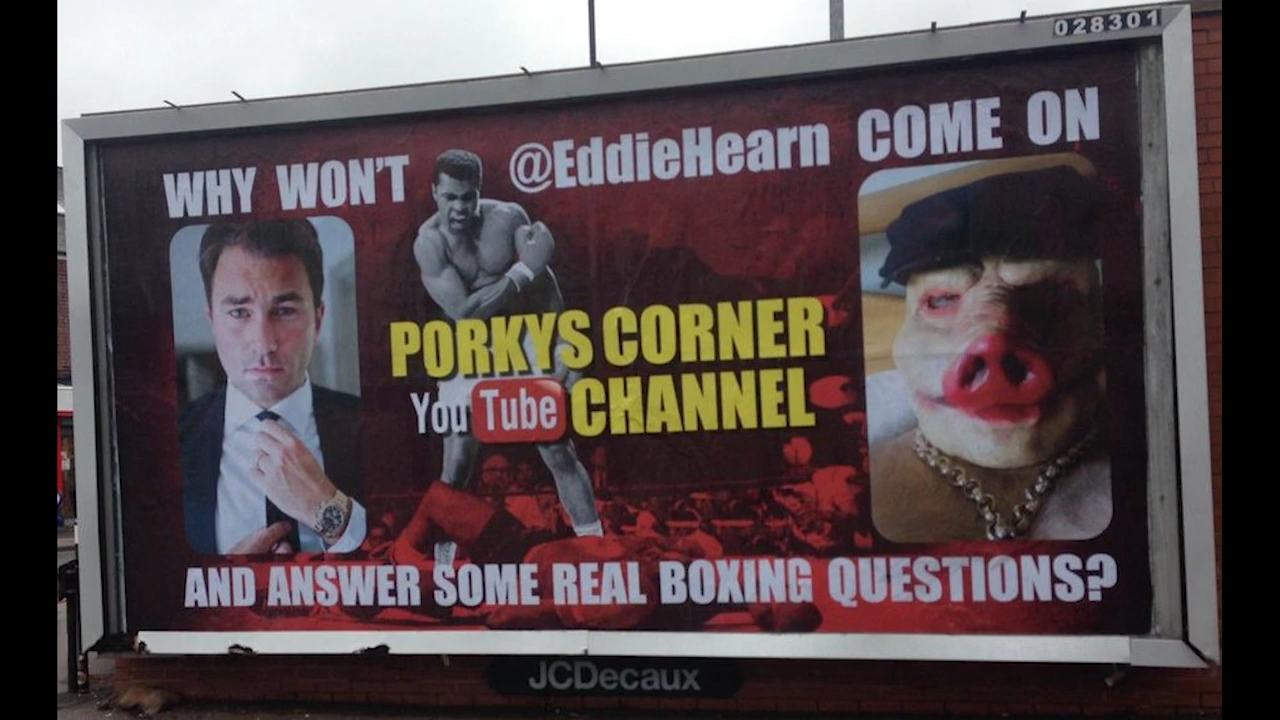 028301
WHY WON'T @EddieHearn COME ON
PORKYS CORNER
YouTube CHANNEL
AND ANSWER SOME REAL BOXING QUESTIONS?
JCDecaux